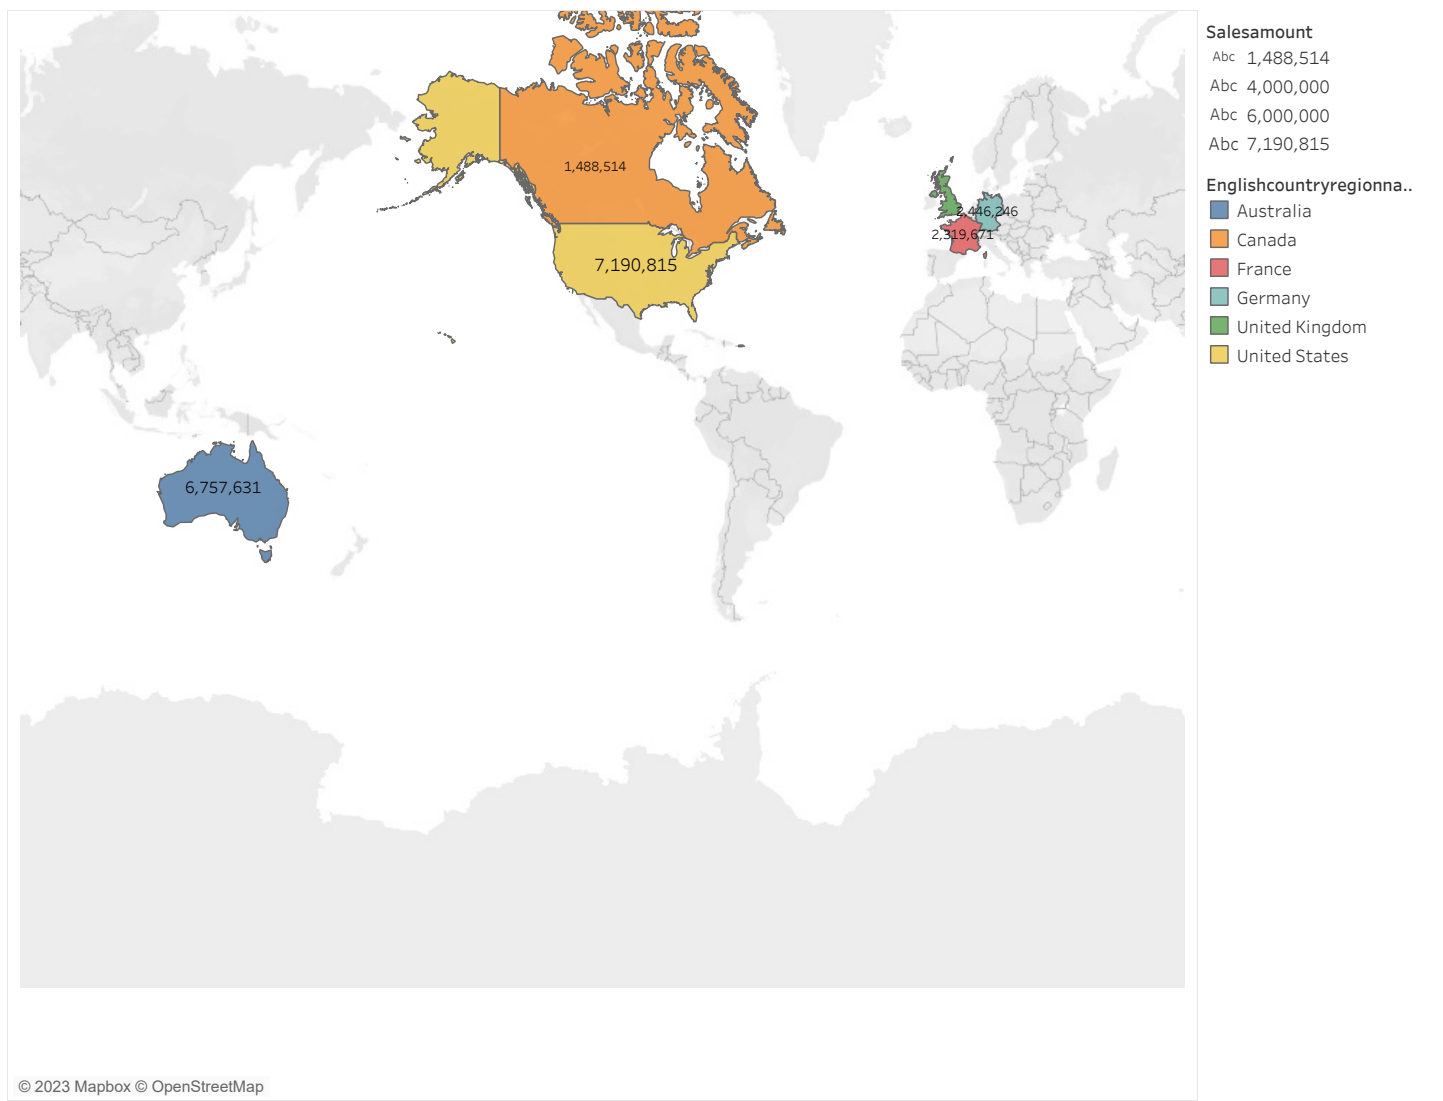 Salesamount
Abc 1,488,514
Abc 4,000,000
Abc 6,000,000
Abc 7,190,815
Englishcountryregionna..
Australia
Canada
France
Germany
United Kingdom
United States
1,488,514
2,446,246
2,319,671
7,190,815
6,757,631
© 2023 Mapbox © OpenStreetMap